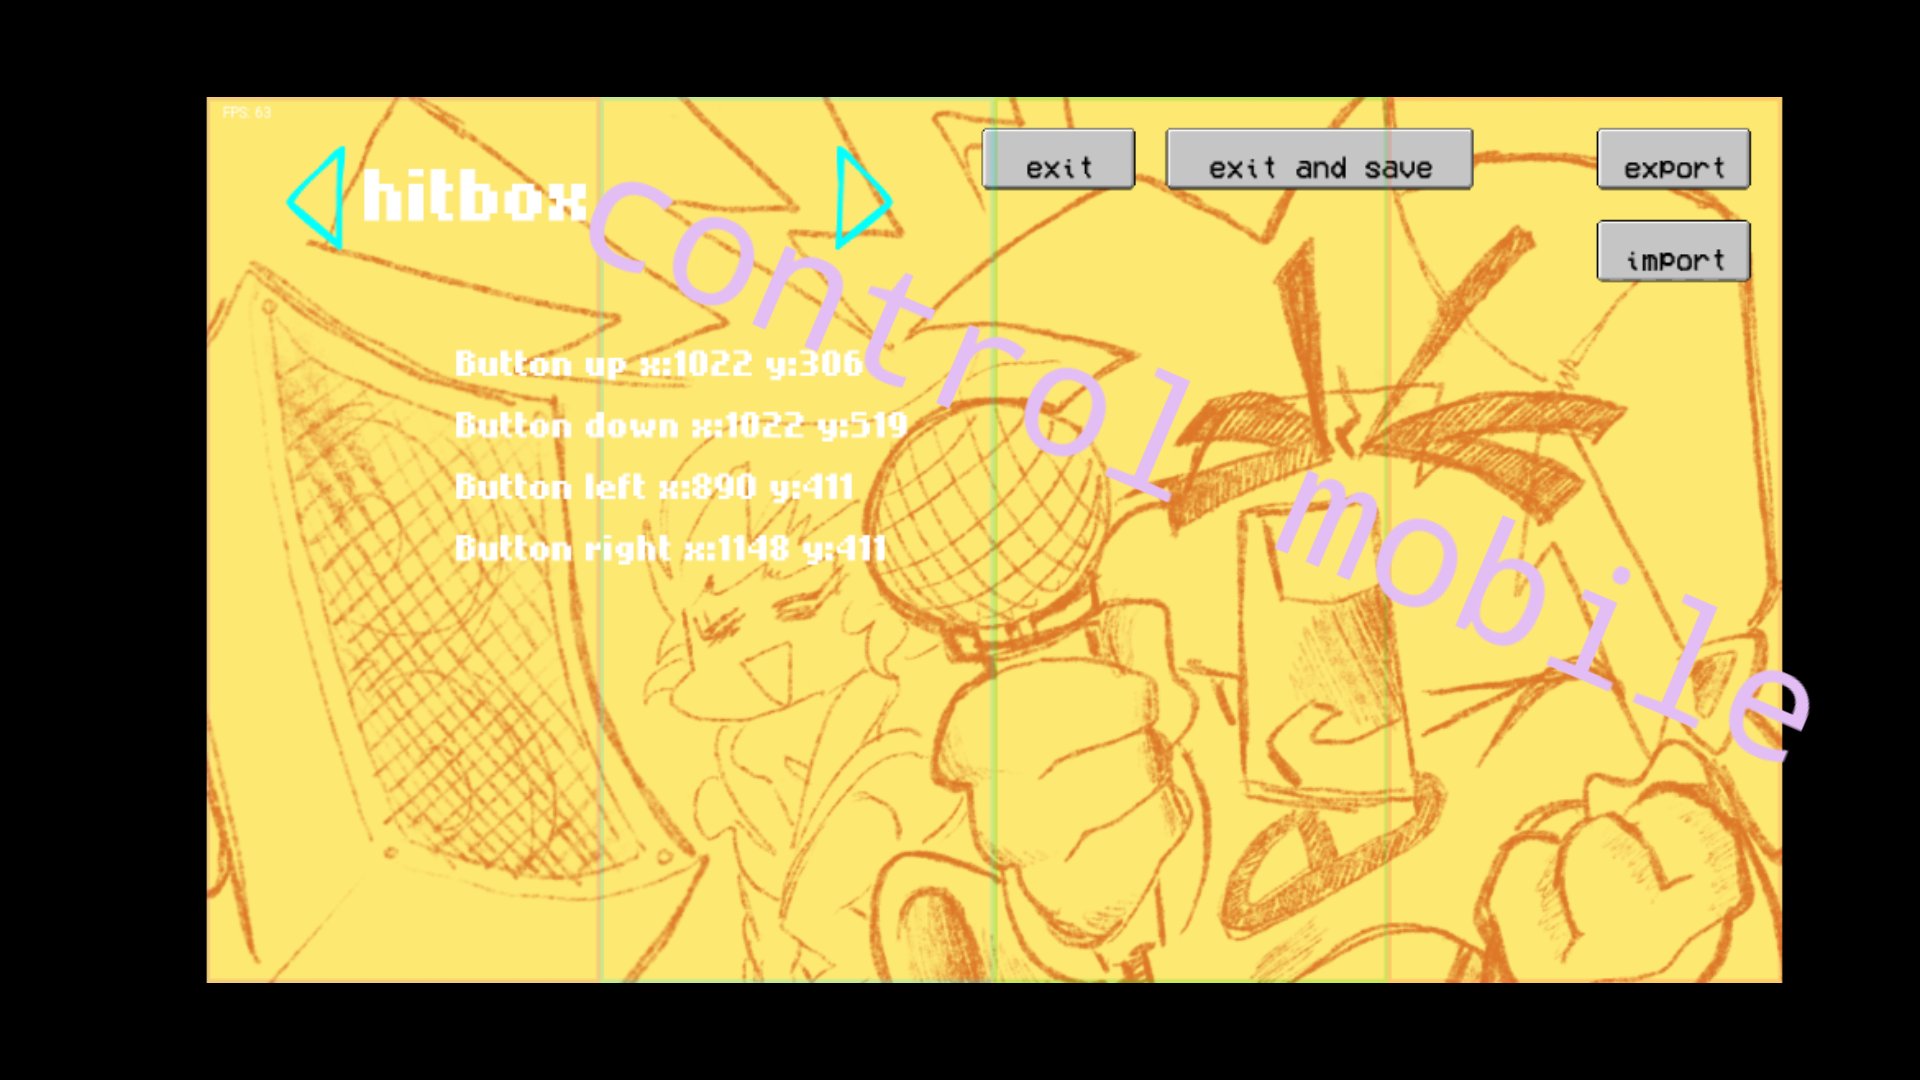 FPS: 63
hitbox
exit
exit and save
export
import
control mobile
Button up x:1022 y:306
Button down x:1022 y:519
Button left x:890 y:411
Button right x:1148 y:411